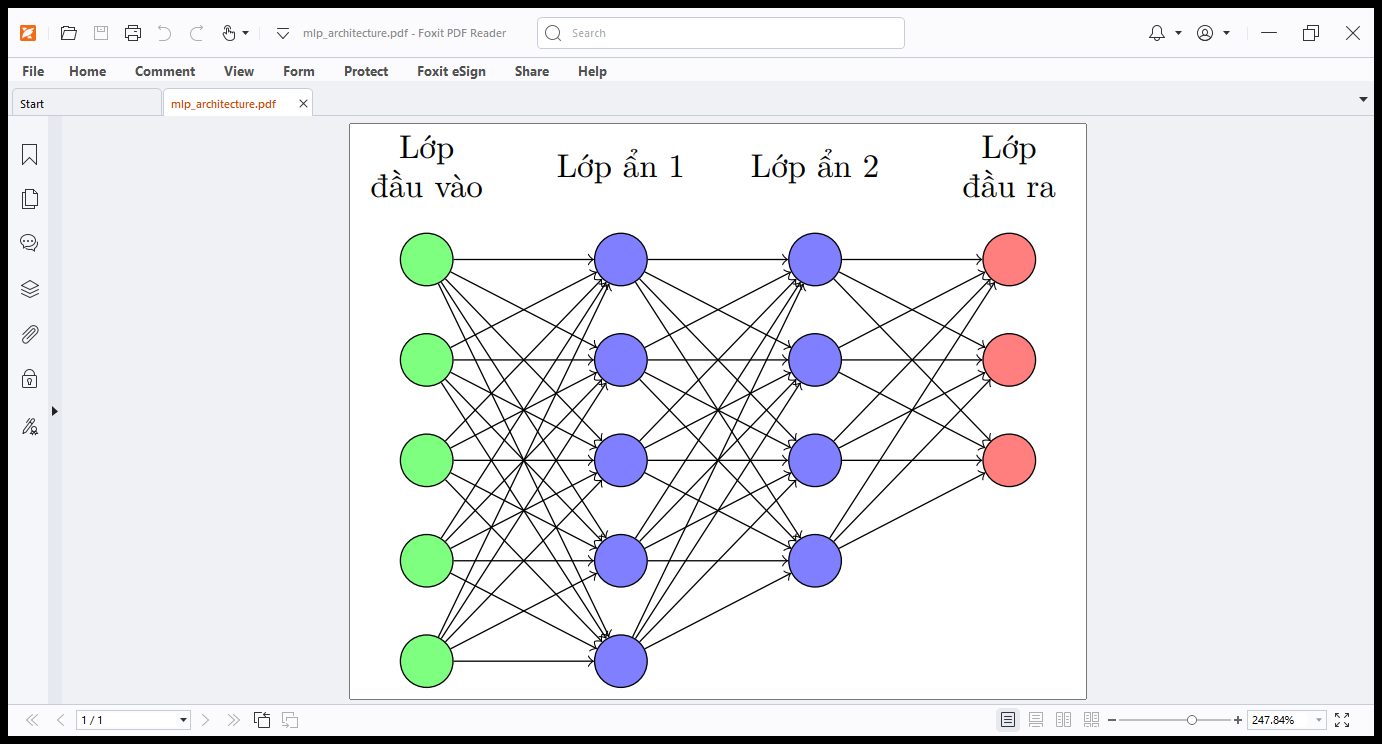 mlp_architecture.pdf - Foxit PDF Reader
Search
File Home Comment View Form Protect Foxit eSign Share Help
Start
mlp_architecture.pdf
Lớp
đầu vào
Lớp ẩn 1
Lớp ẩn 2
Lớp
đầu ra
1 / 1
247.84%